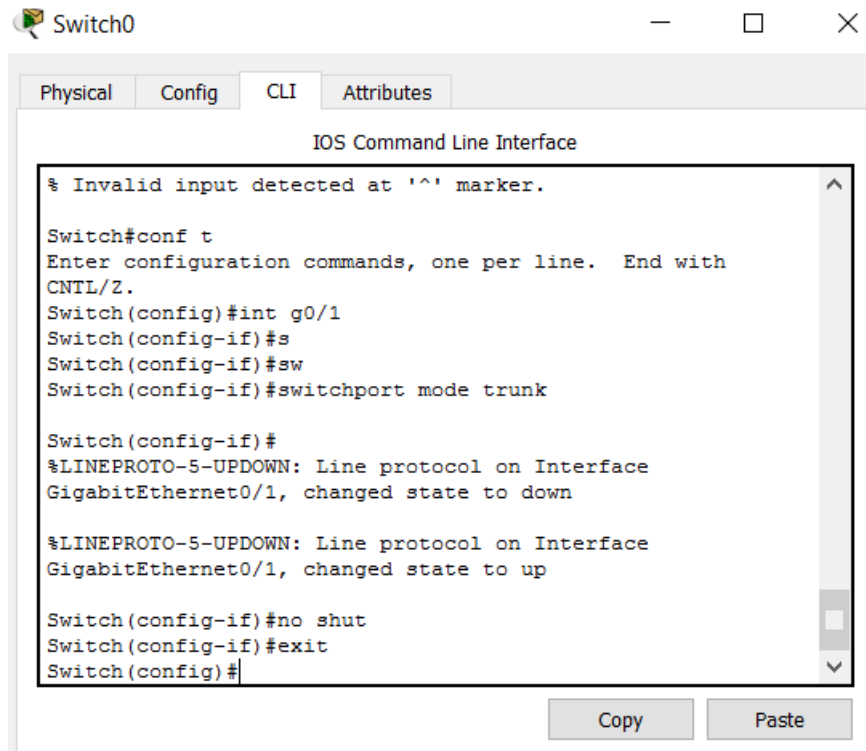 Switch0
Physical Config CLI Attributes
IOS Command Line Interface
% Invalid input detected at '^' marker.
Switch#conf t
Enter configuration commands, one per line.  End with
CNTL/Z.
Switch(config)#int g0/1
Switch(config-if)#s
Switch(config-if)#sw
Switch(config-if)#switchport mode trunk
Switch(config-if)#
%LINEPROTO-5-UPDOWN: Line protocol on Interface
GigabitEthernet0/1, changed state to down
%LINEPROTO-5-UPDOWN: Line protocol on Interface
GigabitEthernet0/1, changed state to up
Switch(config-if)#no shut
Switch(config-if)#exit
Switch(config)#
Copy Paste